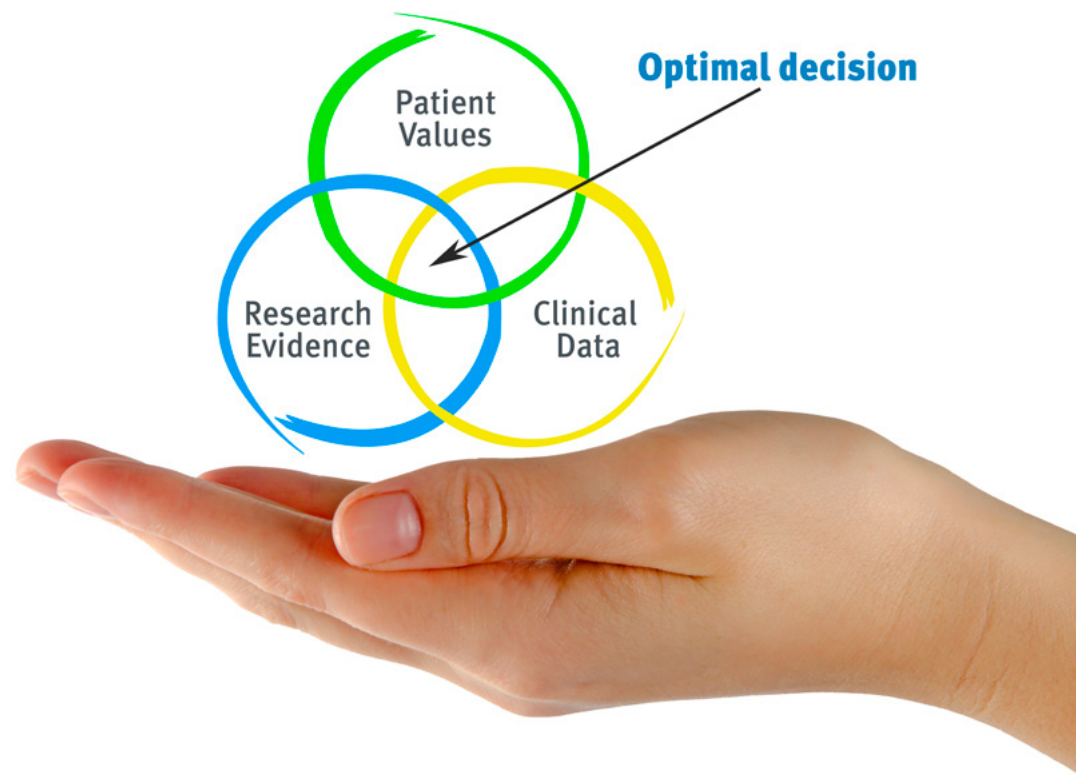 Optimal decision
Patient
Values
Research
Evidence
Clinical
Data